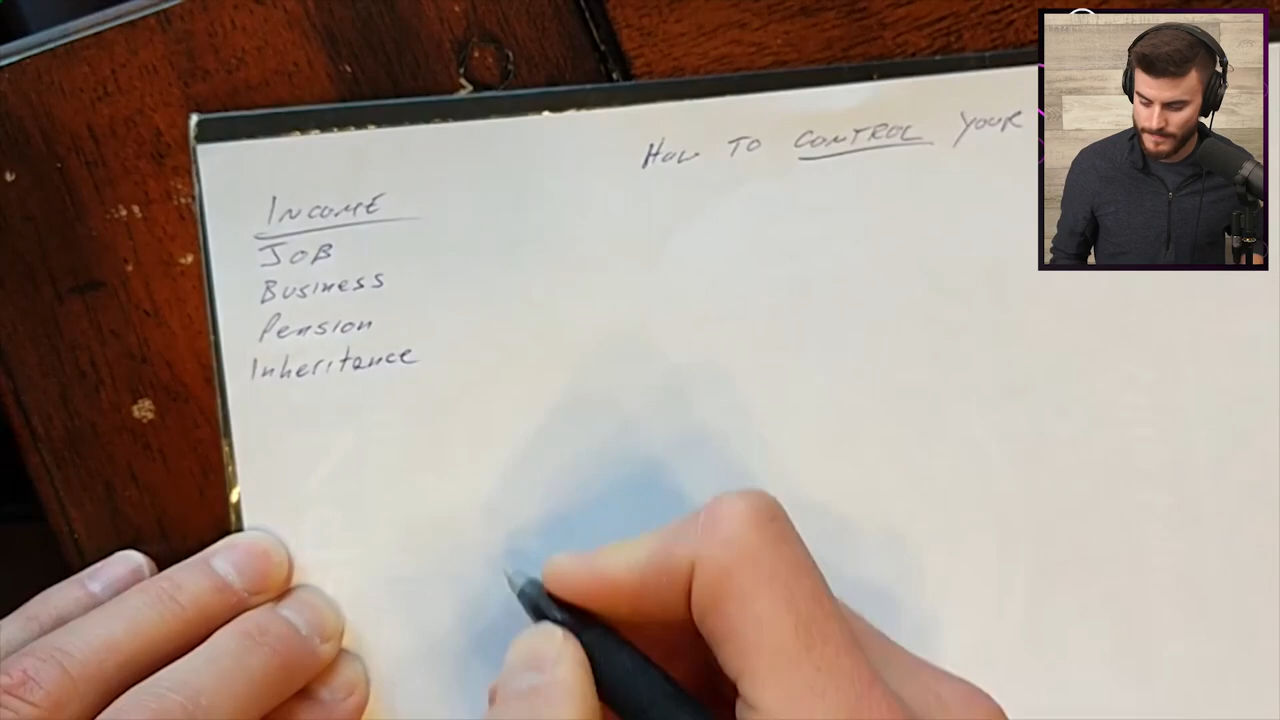 HOW TO CONTROL YOUR
INCOME
JOB
Business
Pension
Inheritance